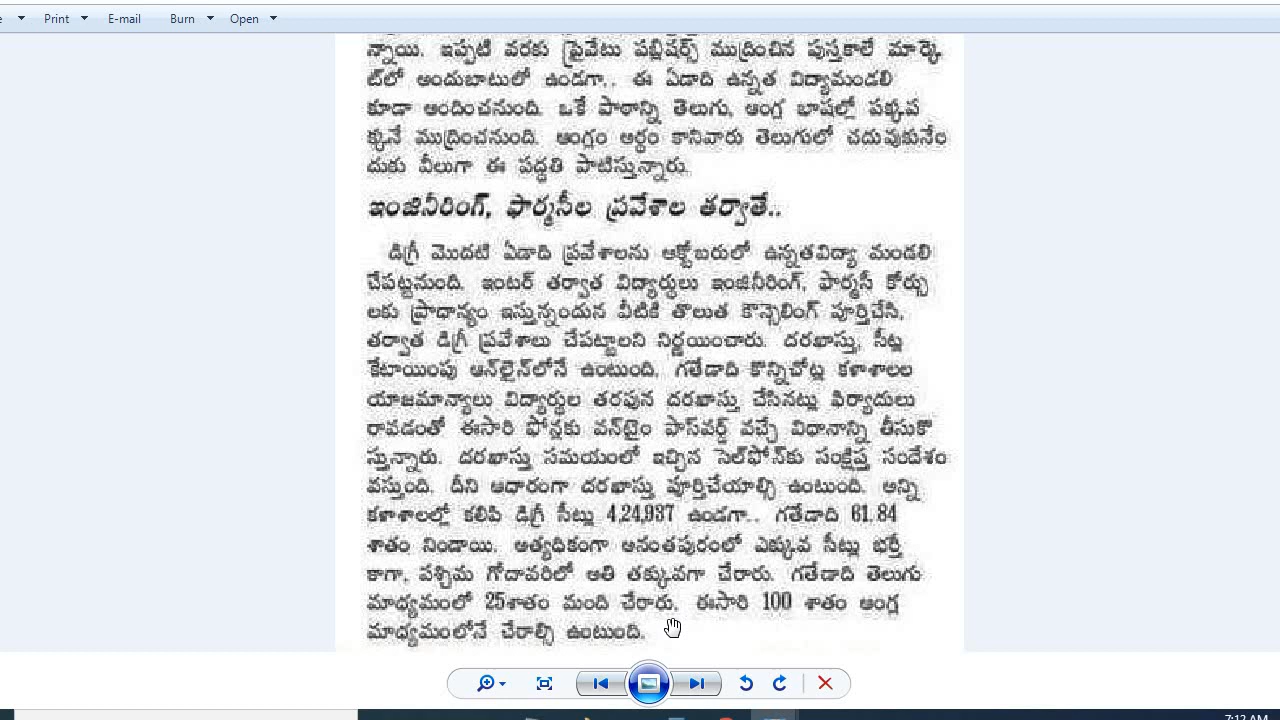 Print E-mail Burn Open
న్నాయి. ఇప్పటి వరకు ప్రైవేటు పబ్లిషర్స్ ముద్రించిన పుస్తకాలే మార్కె
ట్‌లో అందుబాటులో ఉండగా.. ఈ ఏడాది ఉన్నత విద్యామండలి
కూడా అందించనుంది. ఒకే పాఠాన్ని తెలుగు, ఆంగ్ల భాషల్లో పక్కప
క్కనే ముద్రించనుంది. ఆంగ్లం అర్థం కానివారు తెలుగులో చదువుకునేం
దుకు వీలుగా ఈ పద్ధతి పాటిస్తున్నారు.
ఇంజినీరింగ్, ఫార్మసీల ప్రవేశాల తర్వాతే..
డిగ్రీ మొదటి ఏడాది ప్రవేశాలను ఆక్టోబరులో ఉన్నతవిద్యా మండలి
చేపట్టనుంది. ఇంటర్ తర్వాత విద్యార్థులు ఇంజినీరింగ్, ఫార్మసీ కోర్సు
లకు ప్రాధాన్యం ఇస్తున్నందున వీటికి తొలుత కౌన్సెలింగ్ పూర్తిచేసి,
తర్వాత డిగ్రీ ప్రవేశాలు చేపట్టాలని నిర్ణయించారు. దరఖాస్తు, సీట్ల
కేటాయింపు ఆన్‌లైన్‌లోనే ఉంటుంది. గతేడాది కొన్నిచోట్ల కళాశాలల
యాజమాన్యాలు విద్యార్థుల తరపున దరఖాస్తు చేసినట్లు ఫిర్యాదులు
రావడంతో ఈసారి ఫోన్లకు వన్‌టైం పాస్‌వర్డ్ వచ్చే విధానాన్ని తీసుకొ
స్తున్నారు. దరఖాస్తు సమయంలో ఇచ్చిన సెల్‌ఫోన్‌కు సంక్షిప్త సందేశం
వస్తుంది. దీని ఆధారంగా దరఖాస్తు పూర్తిచేయాల్సి ఉంటుంది. అన్ని
కళాశాలల్లో కలిపి డిగ్రీ సీట్లు 4,24,937 ఉండగా.. గతేడాది 61.84
శాతం నిండాయి. అత్యధికంగా అనంతపురంలో ఎక్కువ సీట్లు భర్తీ
కాగా, పశ్చిమ గోదావరిలో అతి తక్కువగా చేరారు. గతేడాది తెలుగు
మాధ్యమంలో 25శాతం మంది చేరారు. ఈసారి 100 శాతం ఆంగ్ల
మాధ్యమంలోనే చేరాల్సి ఉంటుంది.
7:12 AM